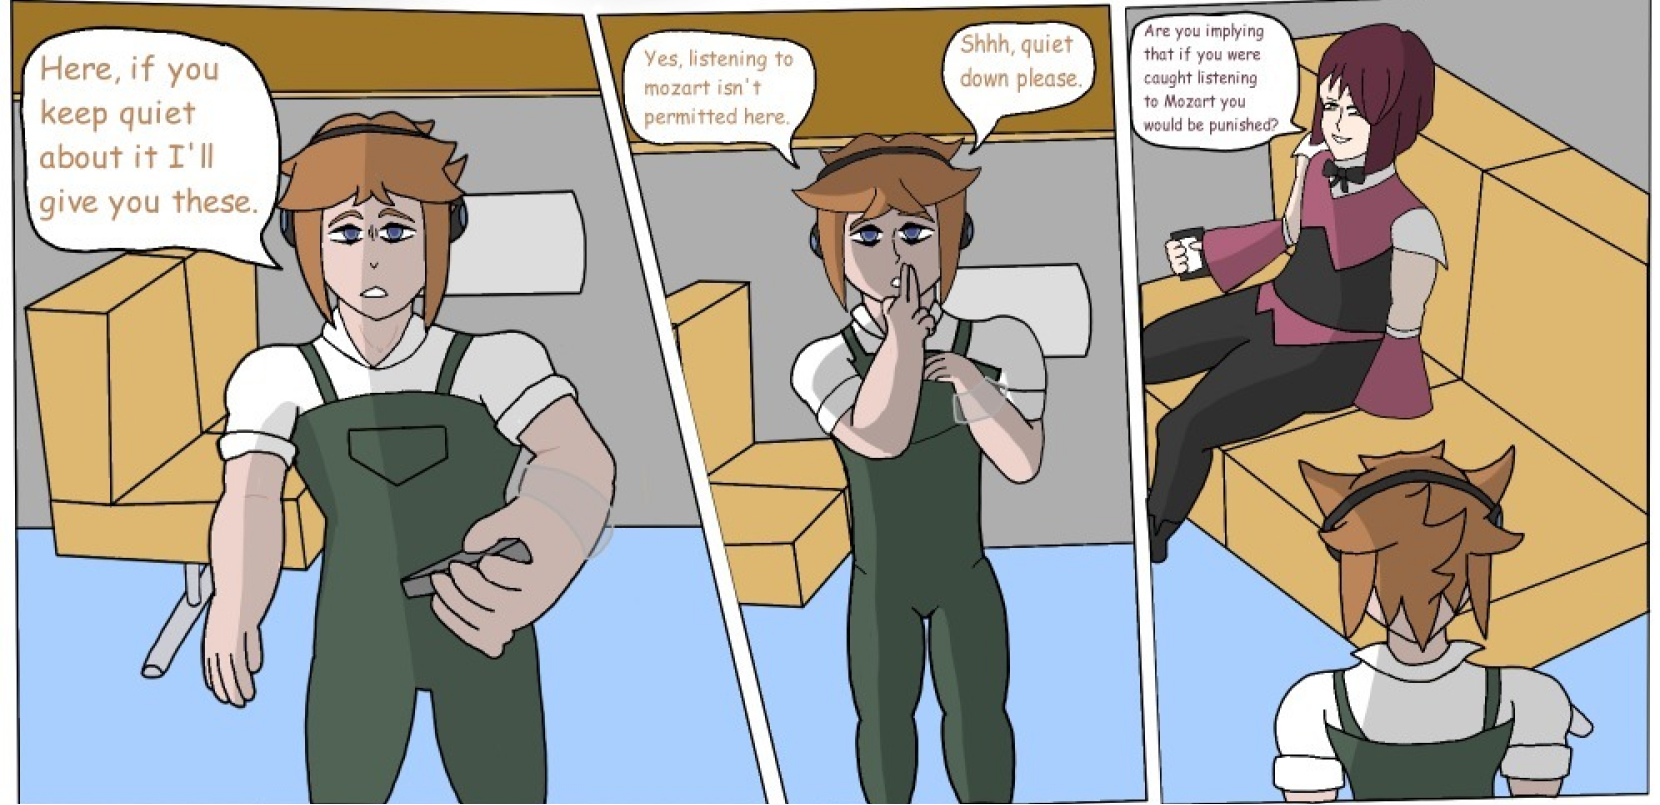 Here, if you
keep quiet
about it I'll
give you these.
Yes, listening to
mozart isn't
permitted here.
Shhh, quiet
down please.
Are you implying
that if you were
caught listening
to Mozart you
would be punished?